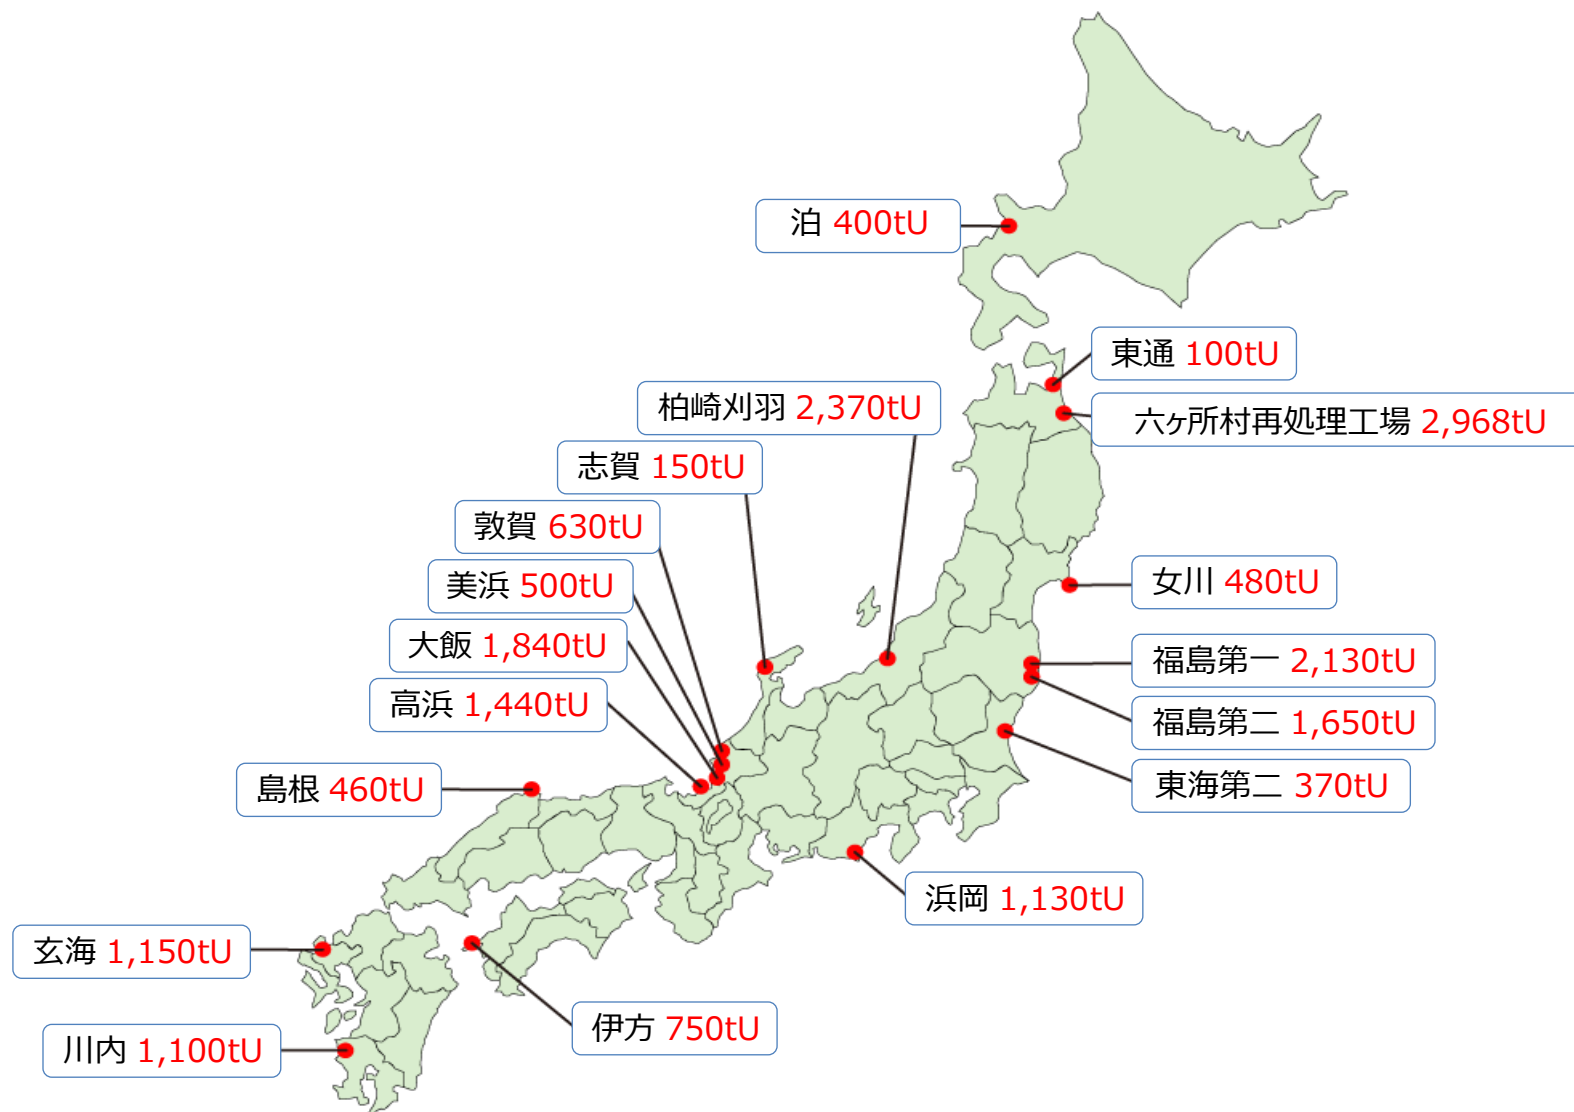 泊 400tU
東通 100tU
柏崎刈羽 2,370tU
六ヶ所村再処理工場 2,968tU
志賀 150tU
敦賀 630tU
美浜 500tU
女川 480tU
大飯 1,840tU
福島第一 2,130tU
高浜 1,440tU
福島第二 1,650tU
島根 460tU
東海第二 370tU
浜岡 1,130tU
玄海 1,150tU
伊方 750tU
川内 1,100tU